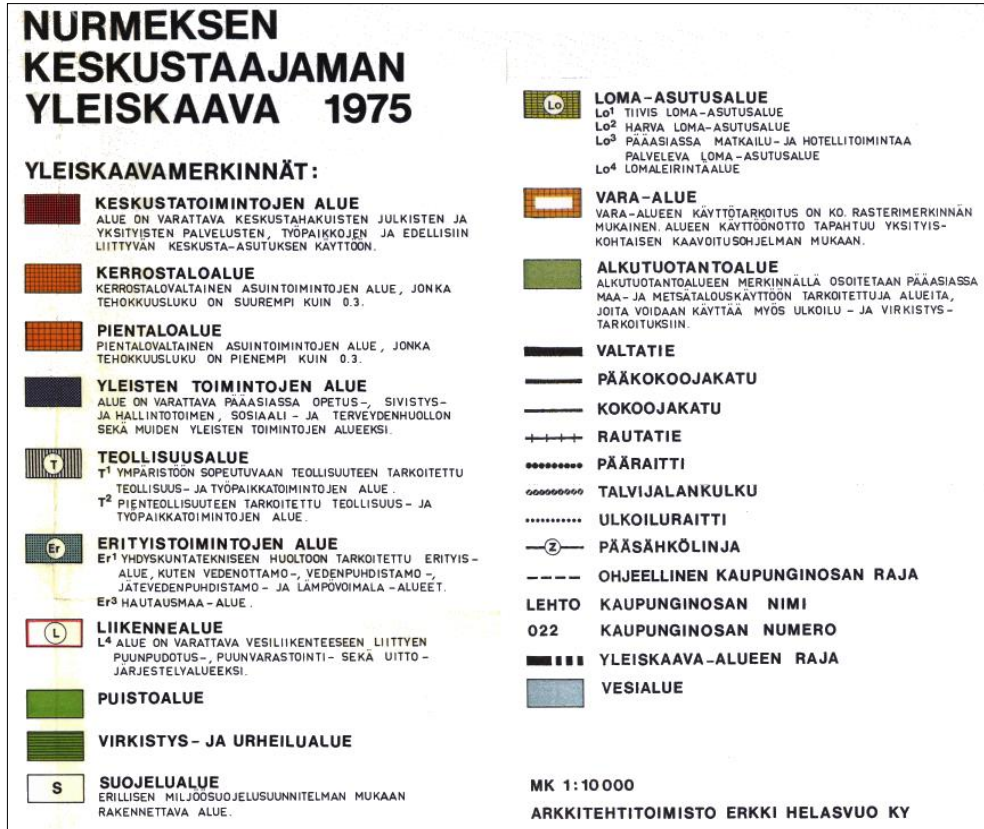 NURMEKSEN
KESKUSTAAJAMAN
YLEISKAAVA 1975
YLEISKAAVAMERKINNÄT:
KESKUSTATOIMINTOJEN ALUE
ALUE ON VARATTAVA KESKUSTAHAKUISTEN JULKISTEN JA
YKSITYISTEN PALVELUSTEN, TYÖPAIKKOJEN JA EDELLISIIN
LIITTYVÄN KESKUSTA-ASUTUKSEN KÄYTTÖÖN.
KERROSTALOALUE
KERROSTALOVALTAINEN ASUINTOIMINTOJEN ALUE, JONKA
TEHOKKUUSLUKU ON SUUREMPI KUIN 0.3.
PIENTALOALUE
PIENTALOVALTAINEN ASUINTOIMINTOJEN ALUE, JONKA
TEHOKKUUSLUKU ON PIENEMPI KUIN 0.3.
YLEISTEN TOIMINTOJEN ALUE
ALUE ON VARATTAVA PÄÄASIASSA OPETUS-, SIVISTYS-
JA HALLINTOTOIMEN, SOSIAALI- JA TERVEYDENHUOLLON
SEKÄ MUIDEN YLEISTEN TOIMINTOJEN ALUEEKSI.
T TEOLLISUUSALUE
T1 YMPÄRISTÖÖN SOPEUTUVAAN TEOLLISUUTEEN TARKOITETTU
TEOLLISUUS- JA TYÖPAIKKATOIMINTOJEN ALUE.
T2 PIENTEOLLISUUTEEN TARKOITETTU TEOLLISUUS- JA
TYÖPAIKKATOIMINTOJEN ALUE.
Er ERITYISTOIMINTOJEN ALUE
Er1 YHDYSKUNTATEKNISEEN HUOLTOON TARKOITETTU ERITYIS-
ALUE, KUTEN VEDENOTTAMO-, VEDENPUHDISTAMO-,
JÄTEVEDENPUHDISTAMO- JA LÄMPÖVOIMALA-ALUEET.
Er3 HAUTAUSMAA-ALUE.
L LIIKENNEALUE
L4 ALUE ON VARATTAVA VESILIIKENTEESEEN LIITTYEN
PUUNPUDOTUS-, PUUNVARASTOINTI- SEKÄ UITTO-
JÄRJESTELYALUEEKSI.
PUISTOALUE
VIRKISTYS- JA URHEILUALUE
S SUOJELUALUE
ERILLISEN MILJÖÖSUOJELUSUUNNITELMAN MUKAAN
RAKENNETTAVA ALUE.
Lo LOMA-ASUTUSALUE
Lo1 TIIVIS LOMA-ASUTUSALUE
Lo2 HARVA LOMA-ASUTUSALUE
Lo3 PÄÄASIASSA MATKAILU- JA HOTELLITOIMINTAA
PALVELEVA LOMA-ASUTUSALUE
Lo4 LOMALEIRINTÄALUE
VARA-ALUE
VARA-ALUEEN KÄYTTÖTARKOITUS ON KO. RASTERIMERKINNÄN
MUKAINEN. ALUEEN KÄYTTÖÖNOTTO TAPAHTUU YKSITYIS-
KOHTAISEN KAAVOITUSOHJELMAN MUKAAN.
ALKUTUOTANTOALUE
ALKUTUOTANTOALUEEN MERKINNÄLLÄ OSOITETAAN PÄÄASIASSA
MAA- JA METSÄTALOUSKÄYTTÖÖN TARKOITETTUJA ALUEITA,
JOITA VOIDAAN KÄYTTÄÄ MYÖS ULKOILU- JA VIRKISTYS-
TARKOITUKSIIN.
VALTATIE
PÄÄKOKOOJAKATU
KOKOOJAKATU
RAUTATIE
PÄÄRAITTI
TALVIJALANKULKU
ULKOILURAITTI
Z PÄÄSÄHKÖLINJA
OHJEELLINEN KAUPUNGINOSAN RAJA
LEHTO KAUPUNGINOSAN NIMI
022 KAUPUNGINOSAN NUMERO
YLEISKAAVA-ALUEEN RAJA
VESIALUE
MK 1:10 000
ARKKITEHTITOIMISTO ERKKI HELASVUO KY